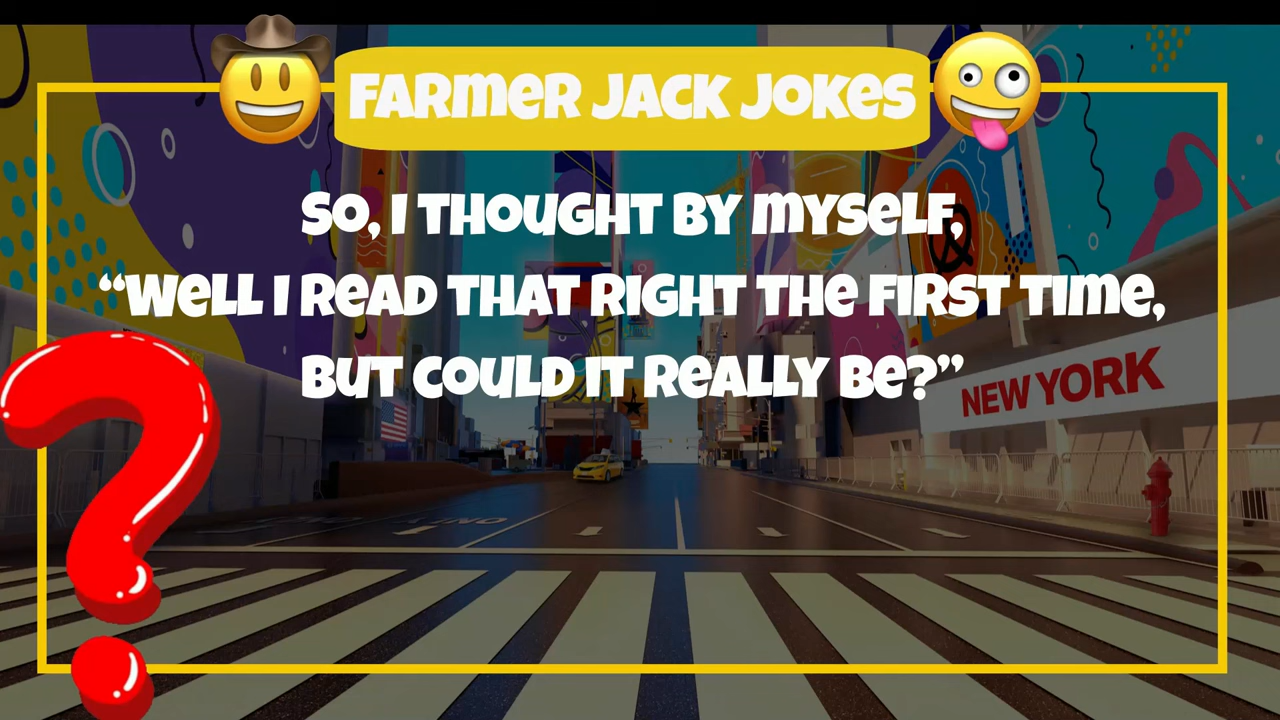 FARMER JACK JOKES
SO, I THOUGHT BY MYSELF,
“WELL I READ THAT RIGHT THE FIRST TIME,
BUT COULD IT REALLY BE?”
NEW YORK